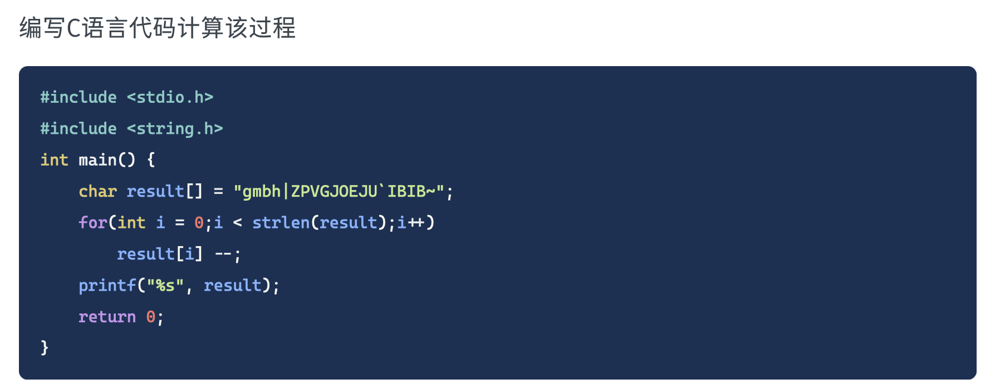 编写C语言代码计算该过程
#include <stdio.h>
#include <string.h>
int main() {
    char result[] = "gmbh|ZPVGJOEJU`IBIB~";
    for(int i = 0;i < strlen(result);i++)
        result[i] --;
    printf("%s", result);
    return 0;
}